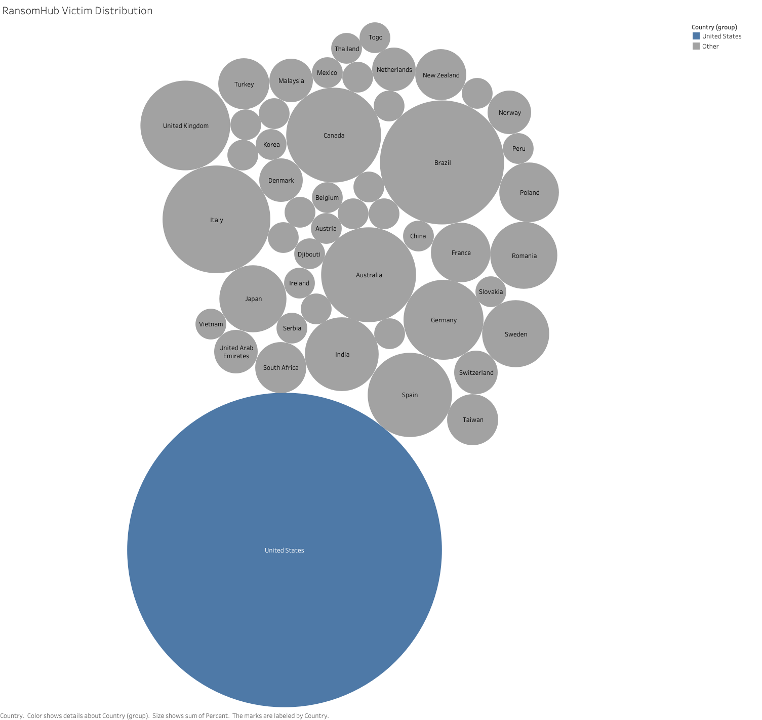 RansomHub Victim Distribution
Country (group)
United States
Other
Togo
Thailand
Netherlands
Mexico
New Zealand
Malaysia
Turkey
Norway
United Kingdom
Canada
Korea
Peru
Brazil
Denmark
Poland
Belgium
Italy
Austria
China
France
Djibouti
Romania
Australia
Ireland
Slovakia
Japan
Germany
Vietnam
Serbia
Sweden
United Arab
Emirates
India
South Africa
Switzerland
Spain
Taiwan
United States
Country. Color shows details about Country (group). Size shows sum of Percent. The marks are labeled by Country.